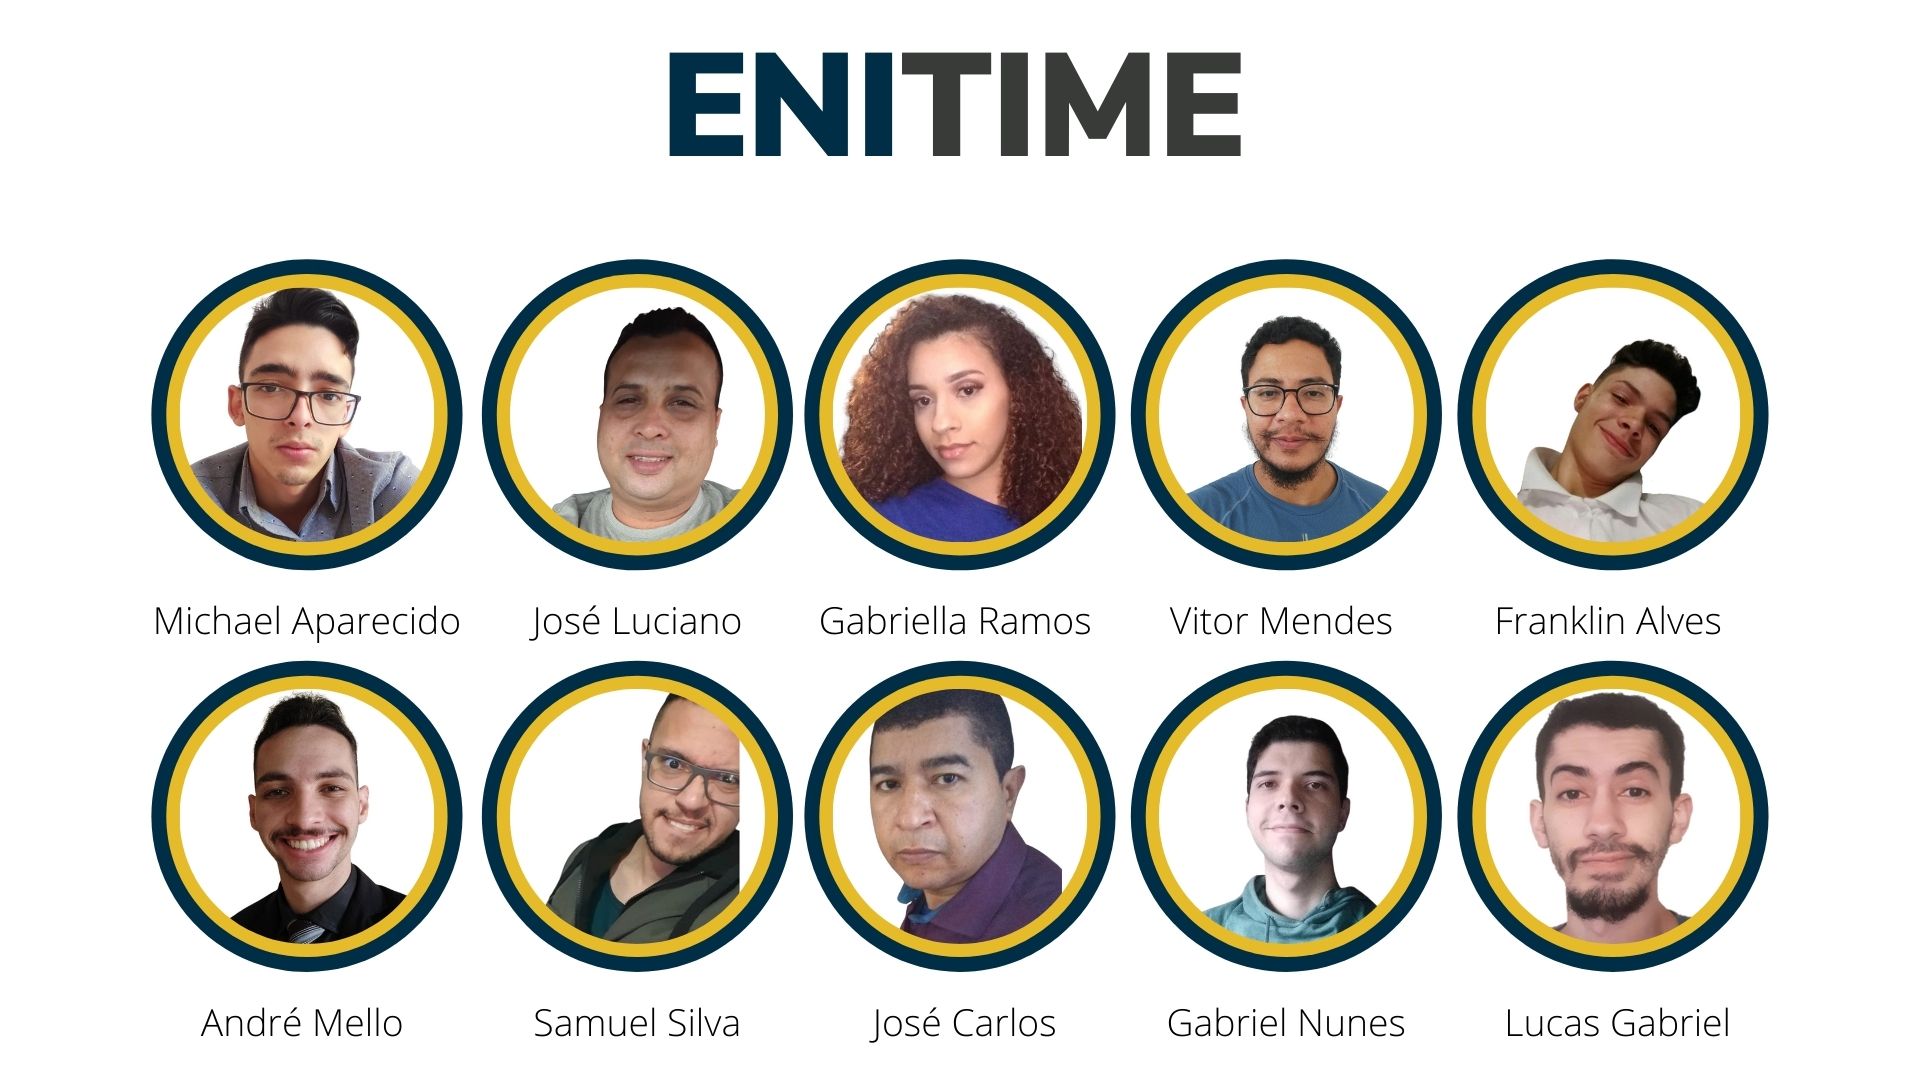 ENITIME
Michael Aparecido
José Luciano
Gabriella Ramos
Vitor Mendes
Franklin Alves
André Mello
Samuel Silva
José Carlos
Gabriel Nunes
Lucas Gabriel